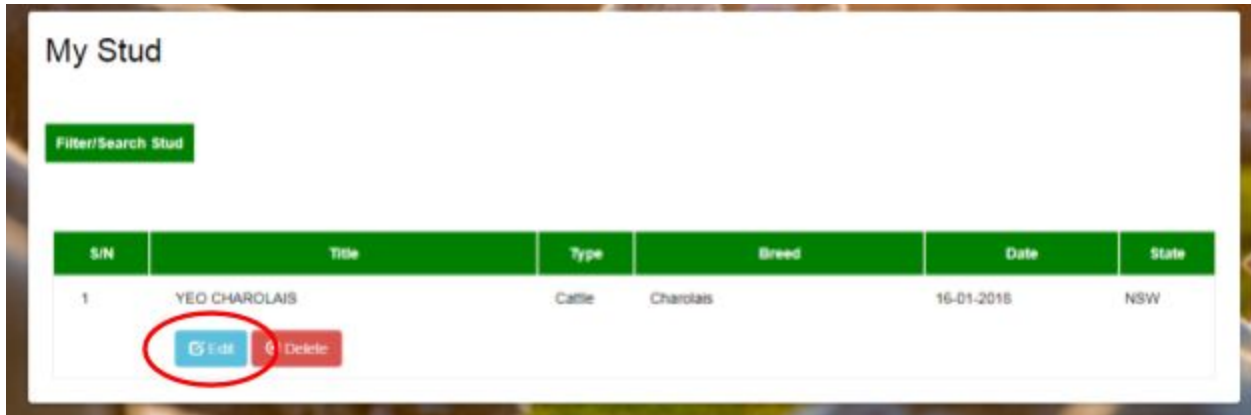 My Stud
Filter/Search Stud
S/N Title Type Breed Date State
1 YEO CHAROLAIS Cattle Charolais 16-01-2016 NSW
Edit Delete